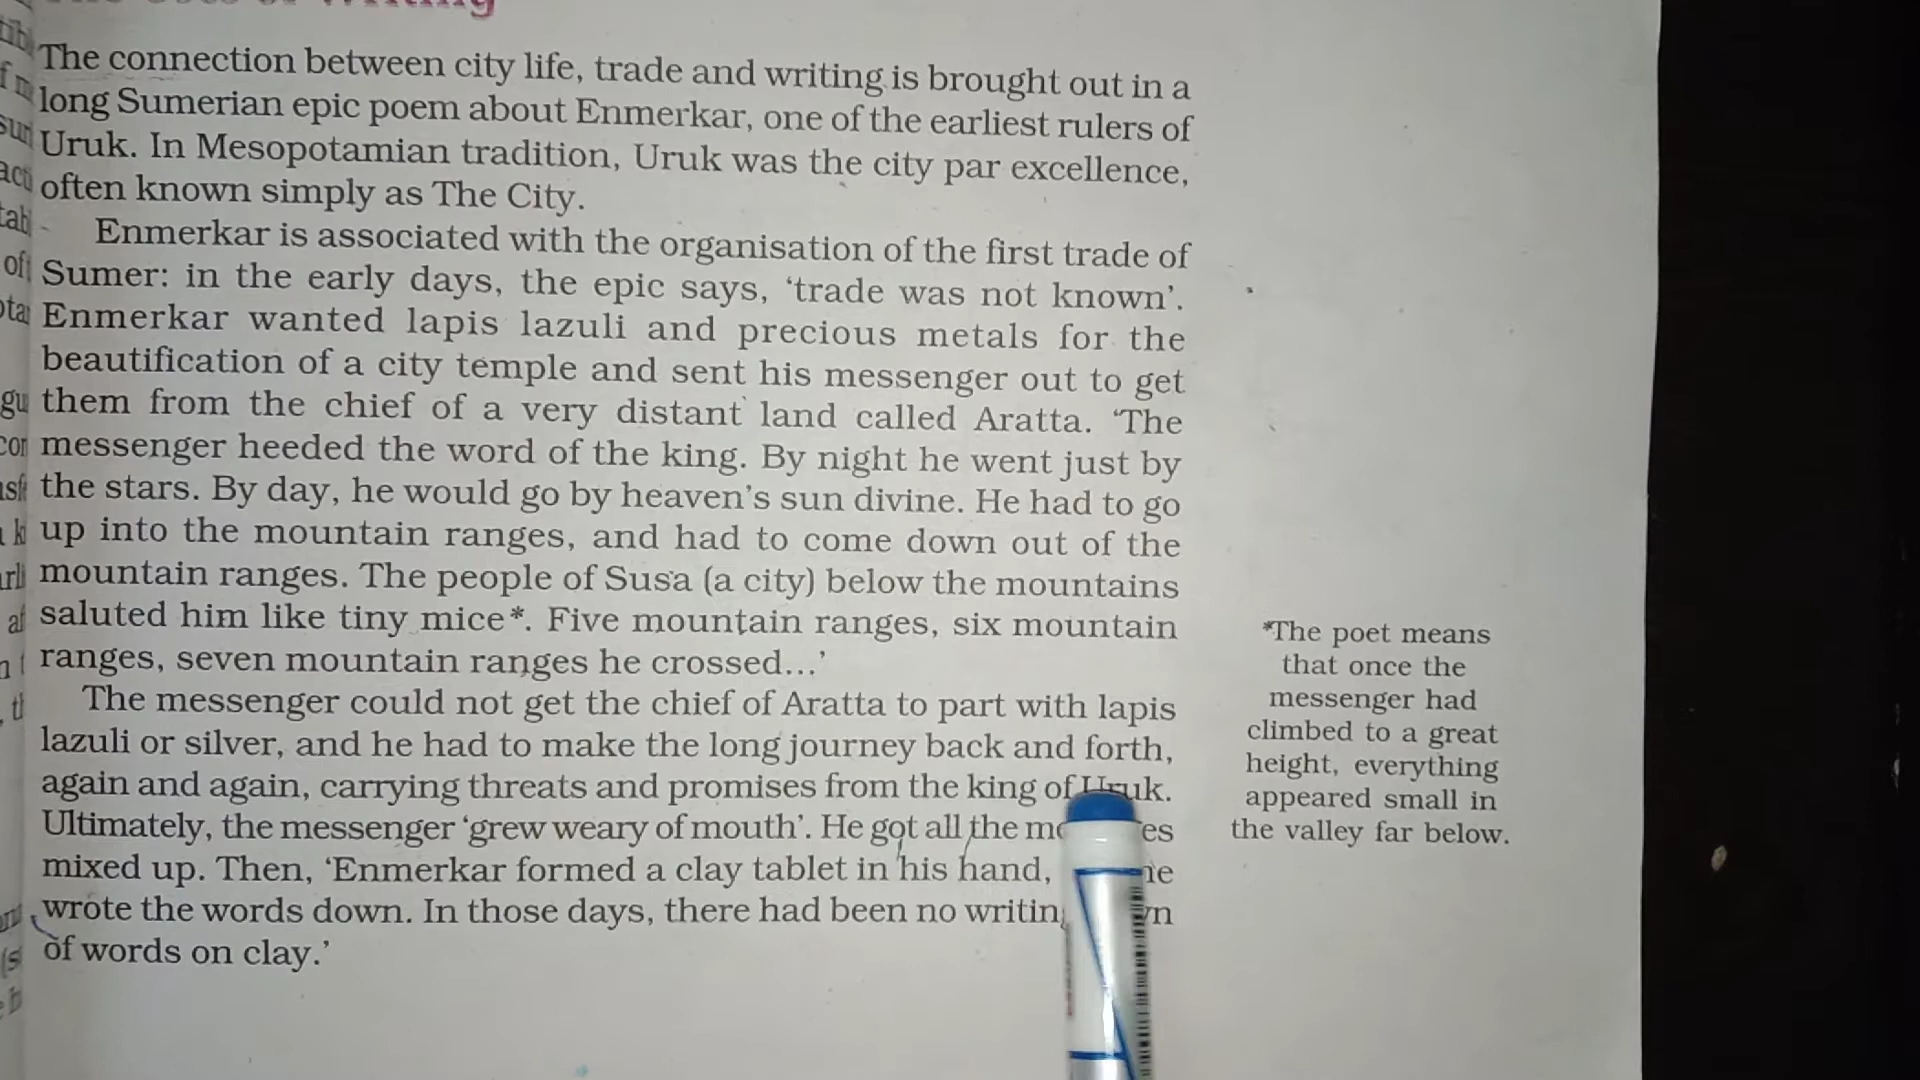 The connection between city life, trade and writing is brought out in a
long Sumerian epic poem about Enmerkar, one of the earliest rulers of
Uruk. In Mesopotamian tradition, Uruk was the city par excellence,
often known simply as The City.
Enmerkar is associated with the organisation of the first trade of
Sumer: in the early days, the epic says, ‘trade was not known’.
Enmerkar wanted lapis lazuli and precious metals for the
beautification of a city temple and sent his messenger out to get
them from the chief of a very distant land called Aratta. ‘The
messenger heeded the word of the king. By night he went just by
the stars. By day, he would go by heaven’s sun divine. He had to go
up into the mountain ranges, and had to come down out of the
mountain ranges. The people of Susa (a city) below the mountains
saluted him like tiny mice*. Five mountain ranges, six mountain
ranges, seven mountain ranges he crossed...’
The messenger could not get the chief of Aratta to part with lapis
lazuli or silver, and he had to make the long journey back and forth,
again and again, carrying threats and promises from the king of Uruk.
Ultimately, the messenger ‘grew weary of mouth’. He got all the
mixed up. Then, ‘Enmerkar formed a clay tablet in his hand,
wrote the words down. In those days, there had been no
of words on clay.’
*The poet means
that once the
messenger had
climbed to a great
height, everything
appeared small in
the valley far below.